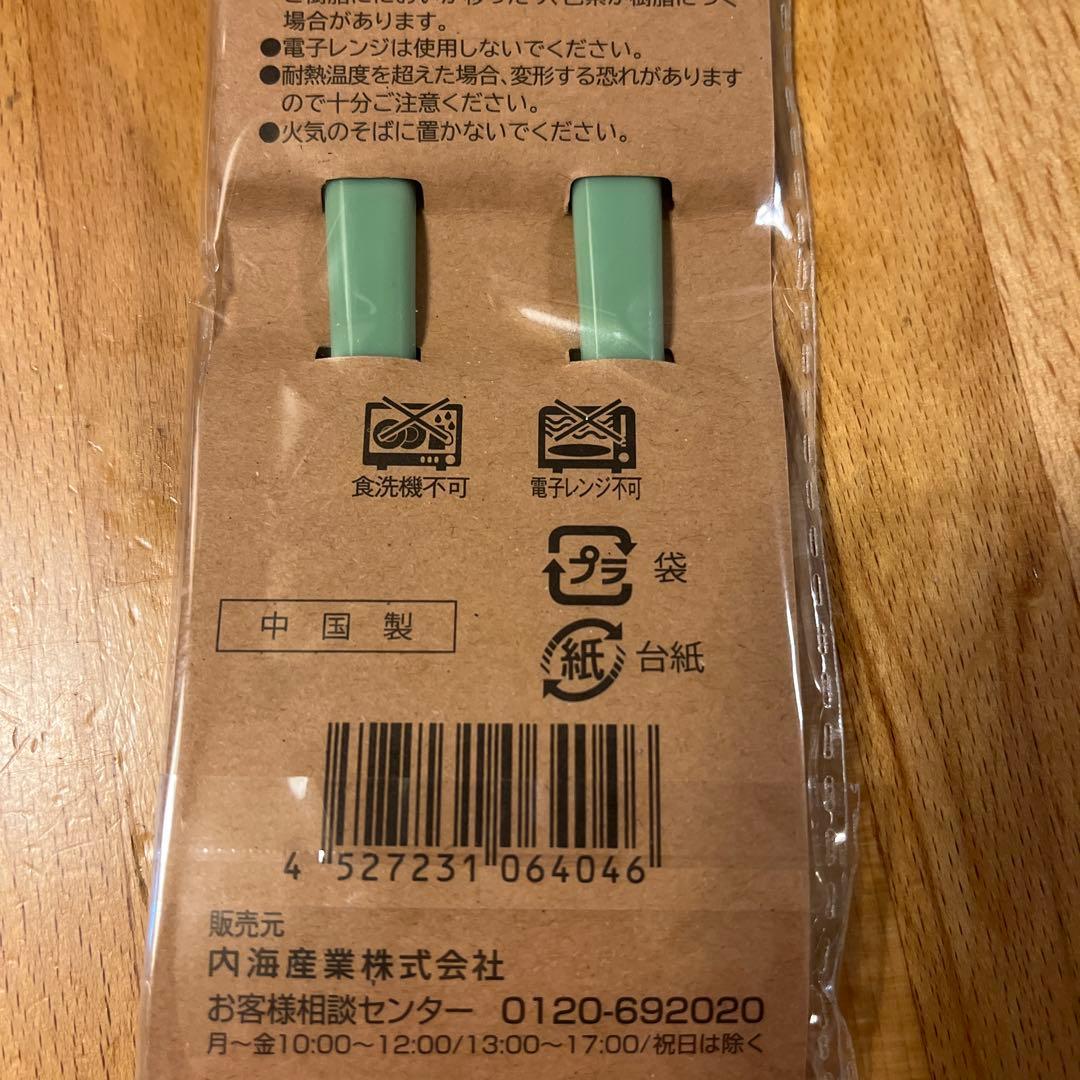 場合があります。
●電子レンジは使用しないでください。
●耐熱温度を超えた場合、変形する恐れがあります
ので十分ご注意ください。
●火気のそばに置かないでください。
食洗機不可
電子レンジ不可
プラ 袋
中国製
紙 台紙
4 527231 064046
販売元
内海産業株式会社
お客様相談センター 0120-692020
月〜金10:00〜12:00/13:00〜17:00/祝日は除く